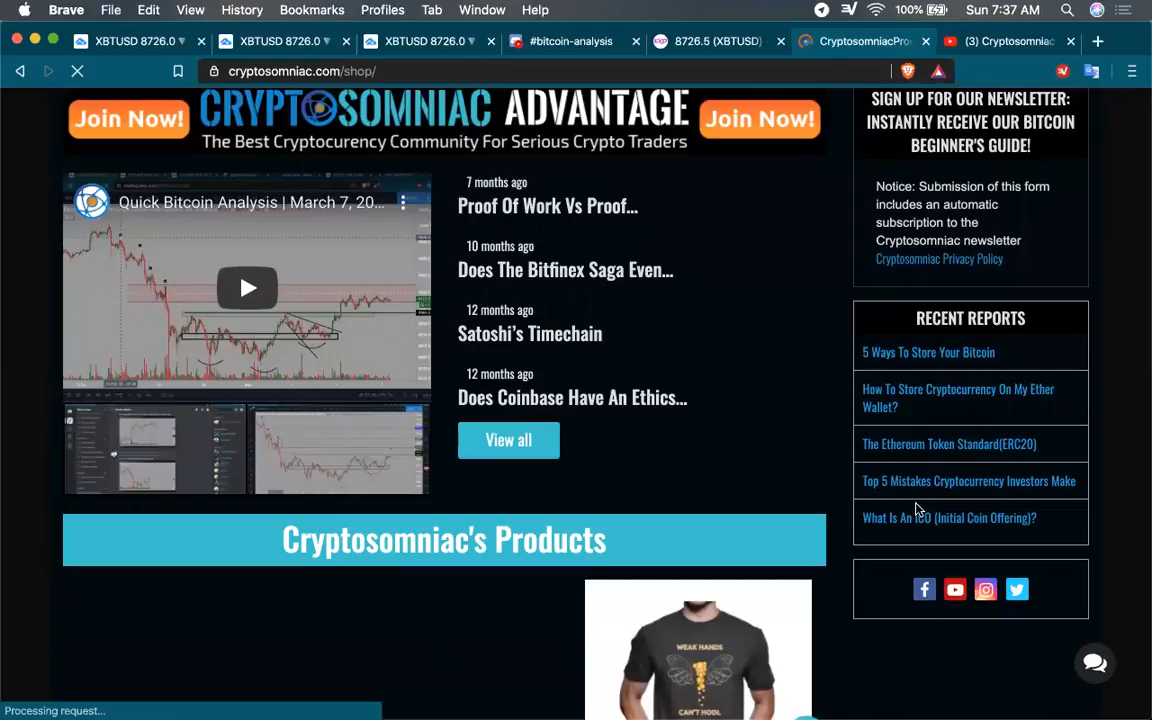 Brave File Edit View History Bookmarks Profiles Tab Window Help 100% Sun 7:37 AM
XBTUSD 8726.0 XBTUSD 8726.0 XBTUSD 8726.0 #bitcoin-analysis 8726.5 (XBTUSD) CryptosomniacPro (3) Cryptosomniac
cryptosomniac.com/shop/
Join Now!
CRYPTOSOMNIAC ADVANTAGE
The Best Cryptocurency Community For Serious Crypto Traders
Join Now!
Quick Bitcoin Analysis | March 7, 20...
7 months ago
Proof Of Work Vs Proof...
10 months ago
Does The Bitfinex Saga Even...
12 months ago
Satoshi's Timechain
12 months ago
Does Coinbase Have An Ethics...
View all
Cryptosomniac's Products
WEAK HANDS
CAN'T HODL
SIGN UP FOR OUR NEWSLETTER:
INSTANTLY RECEIVE OUR BITCOIN
BEGINNER'S GUIDE!
Notice: Submission of this form
includes an automatic
subscription to the
Cryptosomniac newsletter
Cryptosomniac Privacy Policy
RECENT REPORTS
5 Ways To Store Your Bitcoin
How To Store Cryptocurrency On My Ether
Wallet?
The Ethereum Token Standard(ERC20)
Top 5 Mistakes Cryptocurrency Investors Make
What Is An ICO (Initial Coin Offering)?
Processing request...